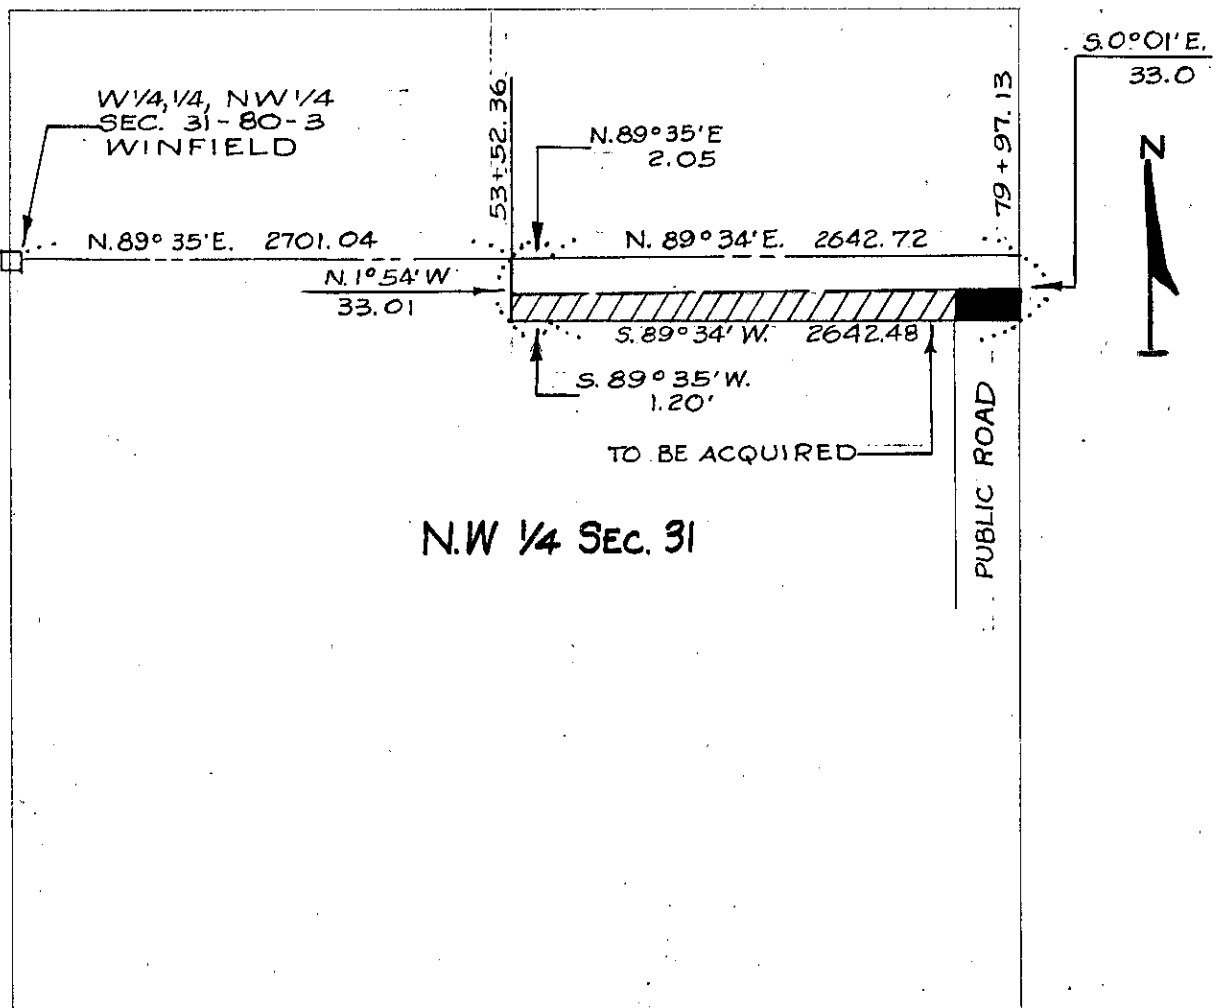 S.0°01'E.
33.0
W1/4,1/4, NW1/4
SEC. 31-80-3
WINFIELD
53+52.36
N.89°35'E
2.05
79+97.13
N
N.89°35'E. 2701.04
N. 89°34'E. 2642.72
N.1°54'W
33.01
S.89°34'W. 2642.48
S.89°35'W.
1.20'
TO BE ACQUIRED
PUBLIC ROAD
N.W 1/4 SEC. 31